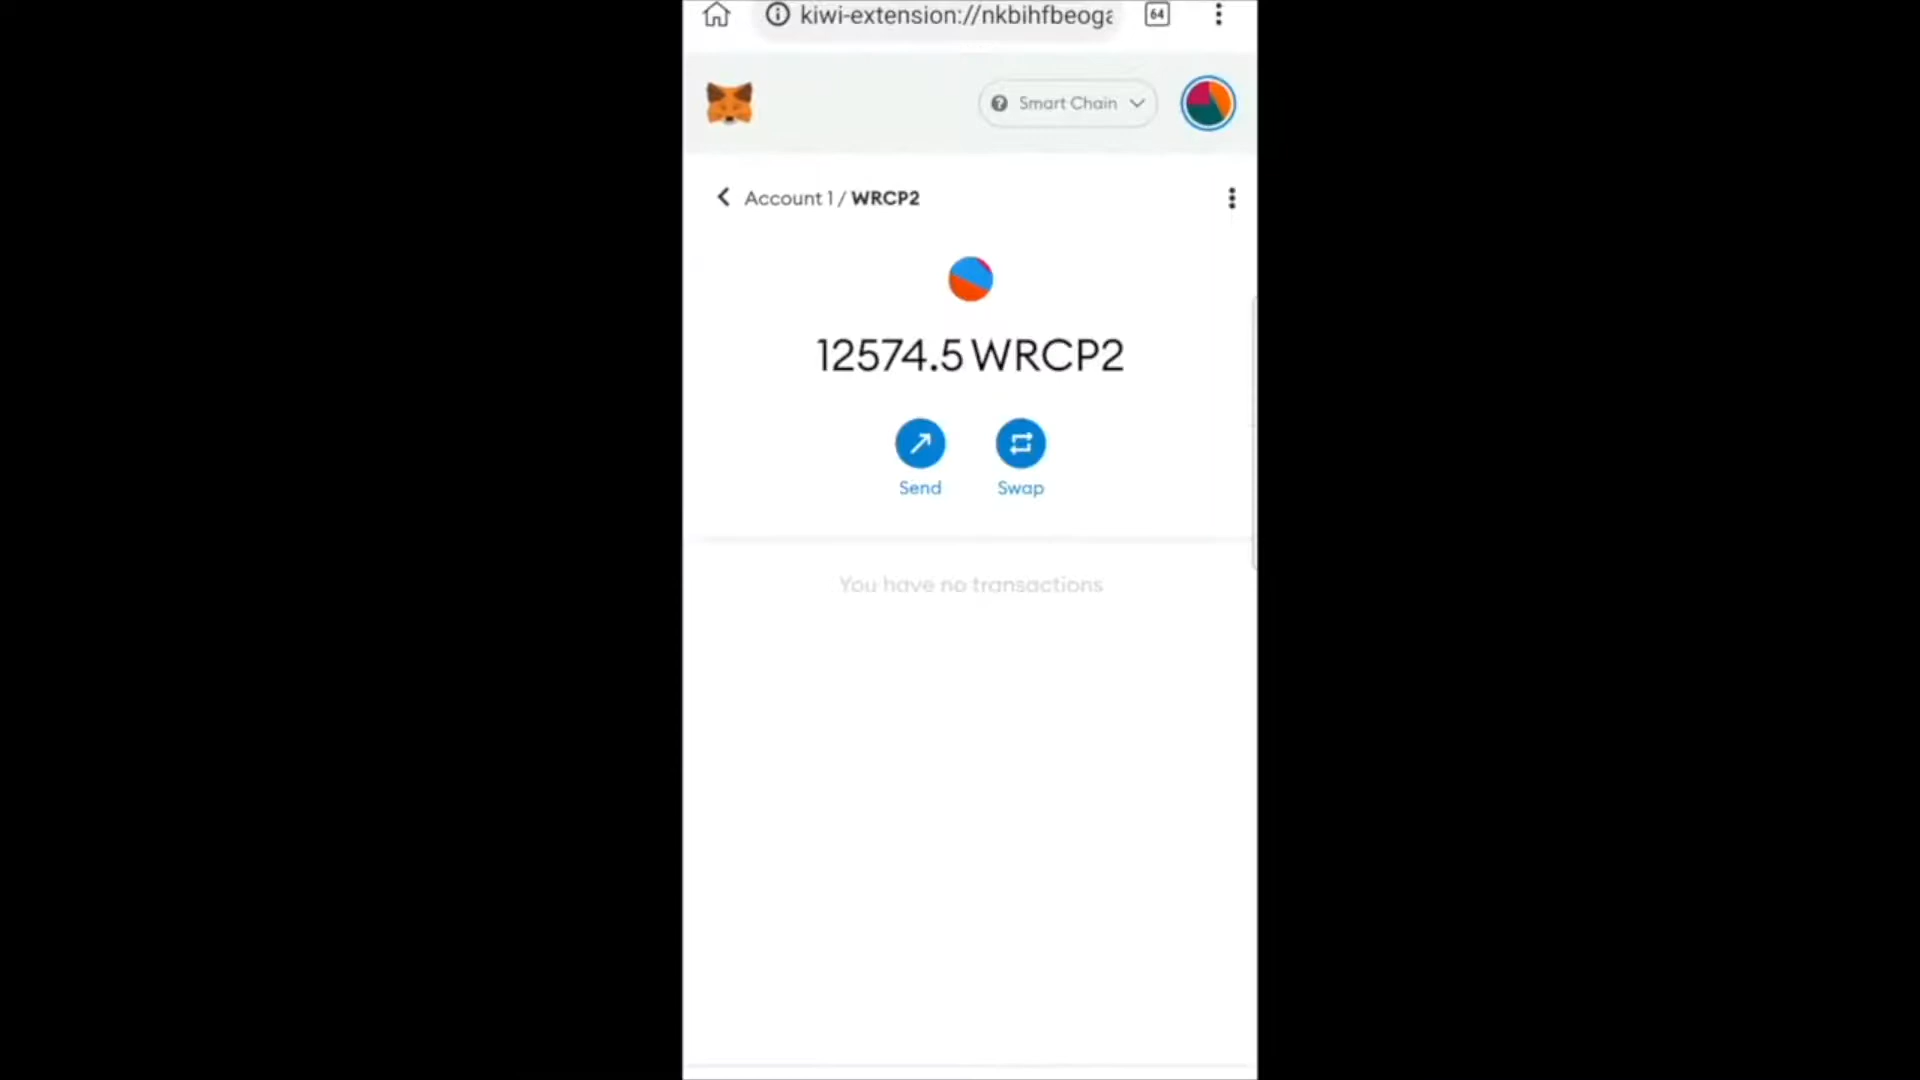 kiwi-extension://nkbihfbeoga
64
Smart Chain
Account 1 / WRCP2
12574.5 WRCP2
Send
Swap
You have no transactions